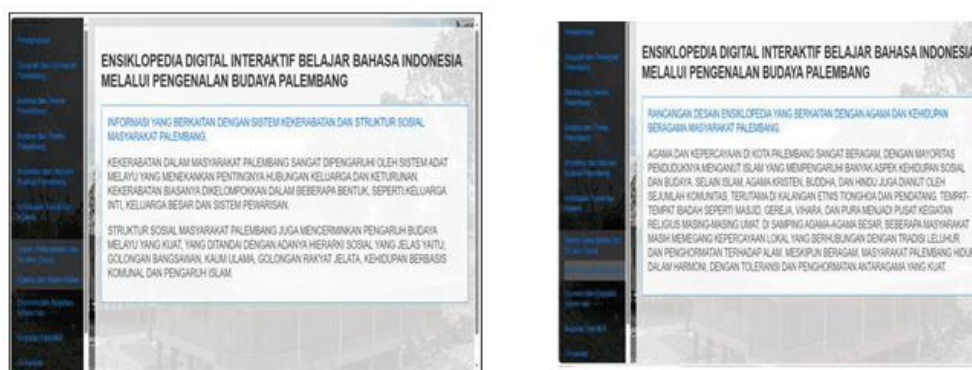 ENSIKLOPEDIA DIGITAL INTERAKTIF BELAJAR BAHASA INDONESIA
MELALUI PENGENALAN BUDAYA PALEMBANG
INFORMASI YANG BERKAITAN DENGAN SISTEM KEKERABATAN DAN STRUKTUR SOSIAL
MASYARAKAT PALEMBANG.
KEKERABATAN DALAM MASYARAKAT PALEMBANG SANGAT DIPENGARUHI OLEH SISTEM ADAT
MELAYU YANG MENEKANKAN PENTINGNYA HUBUNGAN KELUARGA DAN KETURUNAN.
KEKERABATAN BIASANYA DIKELOMPOKKAN DALAM BEBERAPA BENTUK, SEPERTI:KELUARGA
INTI, KELUARGA BESAR DAN SISTEM PEWARISAN.
STRUKTUR SOSIAL MASYARAKAT PALEMBANG JUGA MENCERMINKAN PENGARUH BUDAYA
MELAYU YANG KUAT, YANG DITANDAI DENGAN ADANYA HIERARKI SOSIAL YANG JELAS YAITU:
GOLONGAN BANGSAWAN, KAUM ULAMA, GOLONGAN RAKYAT JELATA, KEHIDUPAN BERBASIS
KOMUNAL DAN PENGARUH ISLAM.
ENSIKLOPEDIA DIGITAL INTERAKTIF BELAJAR BAHASA INDONESIA
MELALUI PENGENALAN BUDAYA PALEMBANG
RANCANGAN DESAIN ENSIKLOPEDIA YANG BERKAITAN DENGAN AGAMA DAN KEHIDUPAN
BERAGAMA MASYARAKAT PALEMBANG.
AGAMA DAN KEPERCAYAAN DI KOTA PALEMBANG SANGAT BERAGAM, DENGAN MAYORITAS
PENDUDUKNYA MENGANUT ISLAM YANG MEMPENGARUHI BANYAK ASPEK KEHIDUPAN SOSIAL
DAN BUDAYA. SELAIN ISLAM, AGAMA KRISTEN, BUDDHA, DAN HINDU JUGA DIANUT OLEH
SEJUMLAH KOMUNITAS, TERUTAMA DI KALANGAN ETNIS TIONGHOA DAN PENDATANG. TEMPAT-
TEMPAT IBADAH SEPERTI MASJID, GEREJA, VIHARA, DAN PURA MENJADI PUSAT KEGIATAN
RELIGIUS MASING-MASING UMAT. DI SAMPING AGAMA-AGAMA BESAR, BEBERAPA MASYARAKAT
MASIH MEMEGANG KEPERCAYAAN LOKAL YANG BERHUBUNGAN DENGAN TRADISI LELUHUR
DAN PENGHORMATAN TERHADAP ALAM. MESKIPUN BERAGAM, MASYARAKAT PALEMBANG HIDUP
DALAM HARMONI, DENGAN TOLERANSI DAN PENGHORMATAN ANTARAGAMA YANG KUAT.